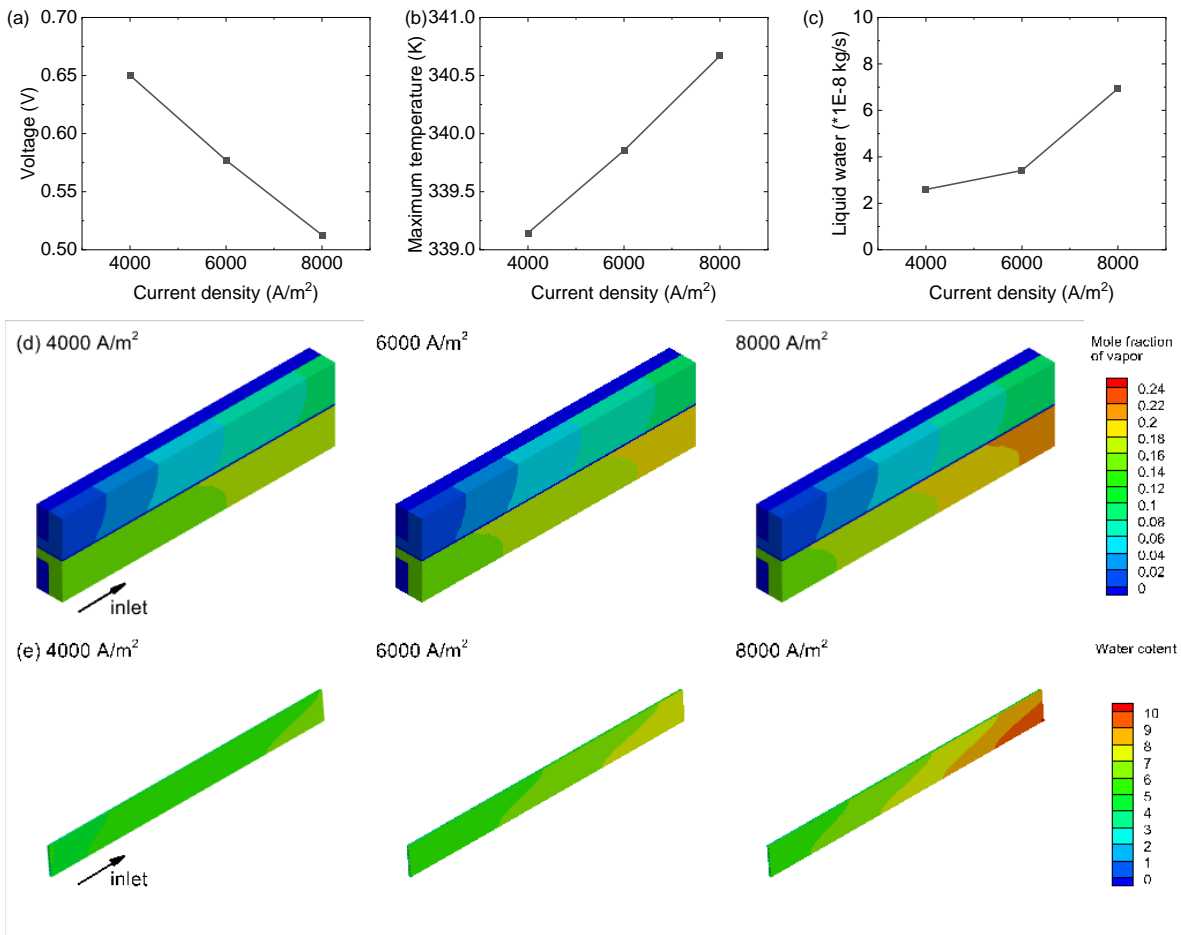 (a)
0.70
0.65
0.60
0.55
0.50
Voltage (V)
4000 6000 8000
Current density (A/m²)
(b)
341.0
340.5
340.0
339.5
339.0
Maximum temperature (K)
4000 6000 8000
Current density (A/m²)
(c)
10
8
6
4
2
0
Liquid water (*1E-8 kg/s)
4000 6000 8000
Current density (A/m²)
(d) 4000 A/m²
6000 A/m²
8000 A/m²
inlet
Mole fraction
of vapor
0.24
0.22
0.2
0.18
0.16
0.14
0.12
0.1
0.08
0.06
0.04
0.02
0
(e) 4000 A/m²
6000 A/m²
8000 A/m²
inlet
Water cotent
10
9
8
7
6
5
4
3
2
1
0